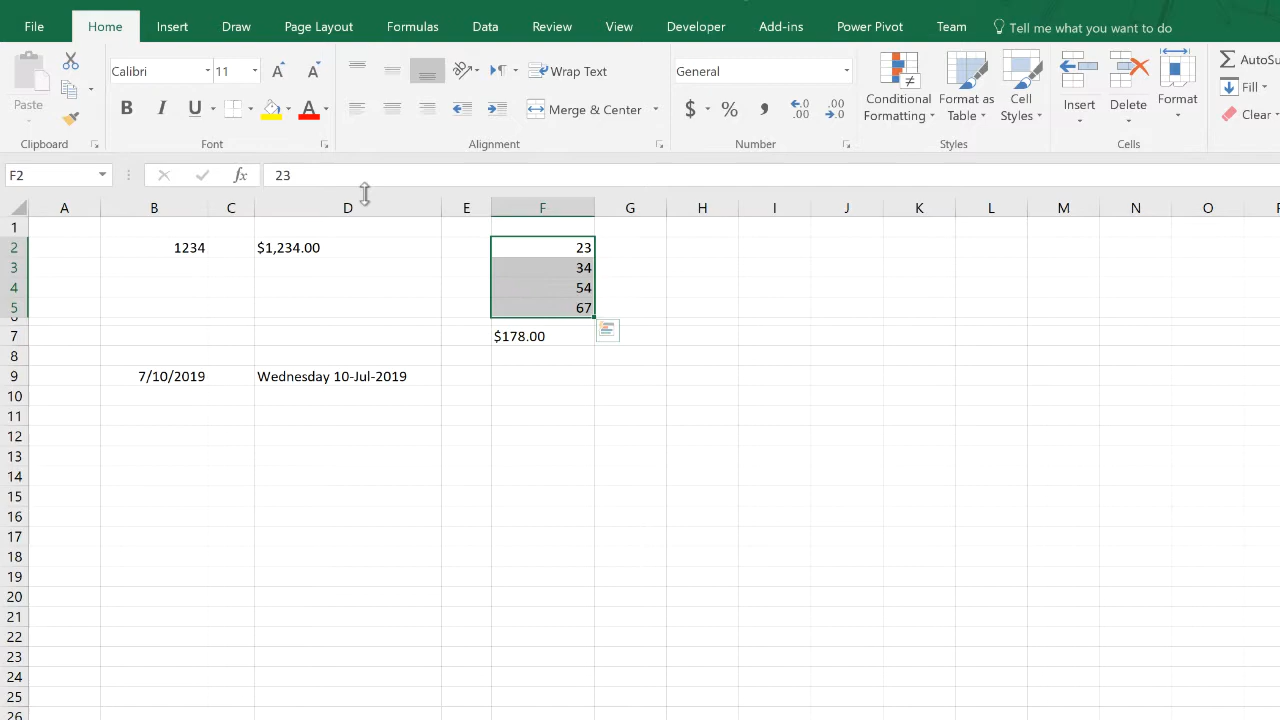 File Home Insert Draw Page Layout Formulas Data Review View Developer Add-ins Power Pivot Team Tell me what you want to do
Calibri 11 Wrap Text General AutoSu
Paste B I U A Merge & Center $ % , Conditional Formatting Format as Table Cell Styles Insert Delete Format Fill Clear
Clipboard Font Alignment Number Styles Cells
F2 fx 23
A B C D E F G H I J K L M N O
1
2 1234 $1,234.00 23
3 34
4 54
5 67
7 $178.00
8
9 7/10/2019 Wednesday 10-Jul-2019
10
11
12
13
14
15
16
17
18
19
20
21
22
23
24
25
26